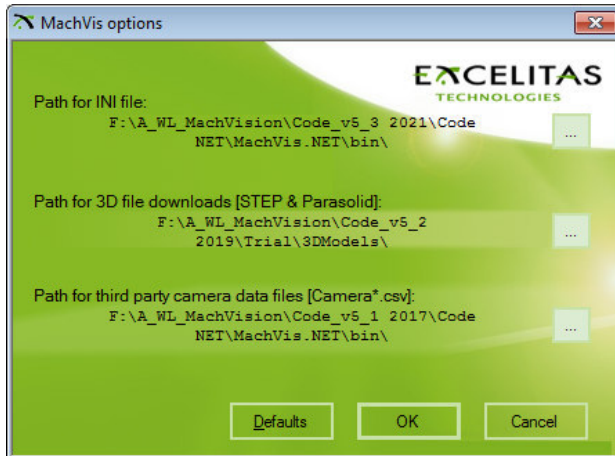 MachVis options
EXCELITAS
TECHNOLOGIES
Path for INI file:
F:\A_WL_MachVision\Code_v5_3 2021\Code
NET\MachVis.NET\bin\
...
Path for 3D file downloads [STEP & Parasolid]:
F:\A_WL_MachVision\Code_v5_2
2019\Trial\3DModels\
...
Path for third party camera data files [Camera*.csv]:
F:\A_WL_MachVision\Code_v5_1 2017\Code
NET\MachVis.NET\bin\
...
Defaults OK Cancel